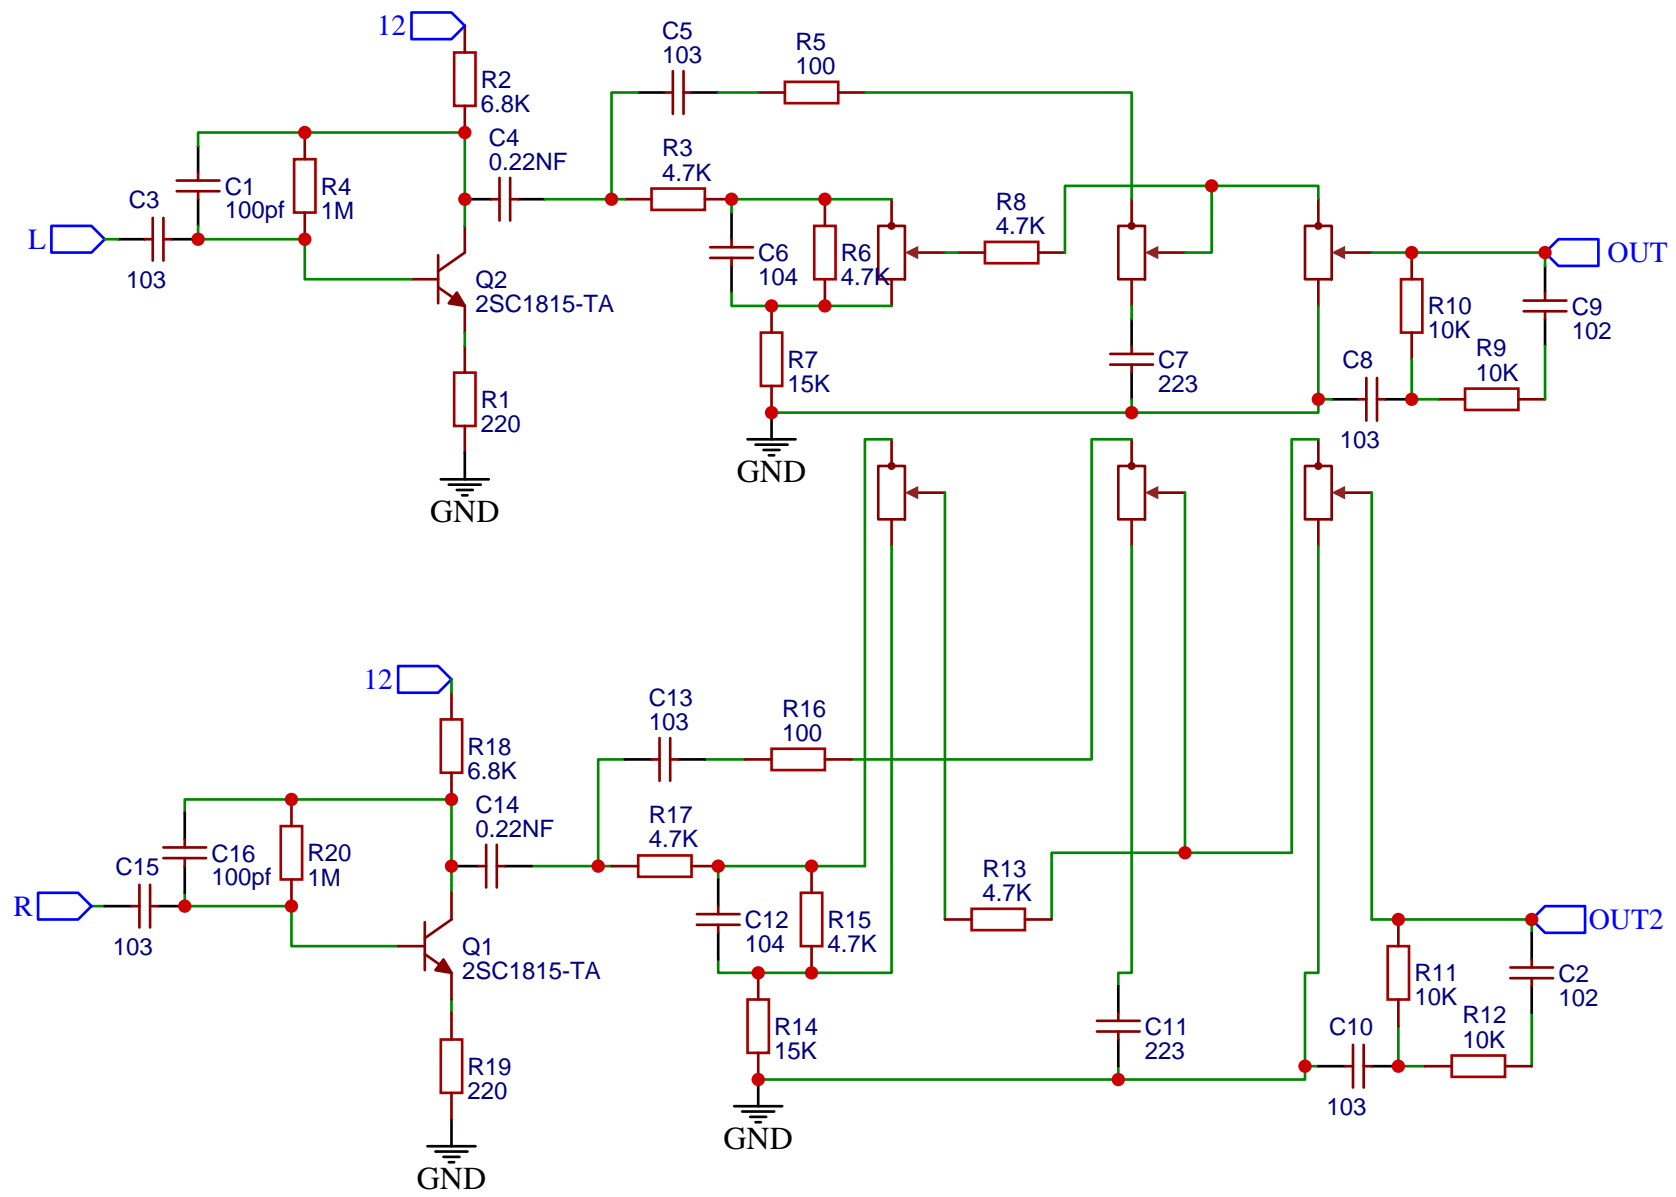 12
R2
6.8K
C5
103
R5
100
C4
0.22NF
R3
4.7K
C3
103
C1
100pf
R4
1M
L
Q2
2SC1815-TA
C6
104
R6
4.7K
R8
4.7K
OUT
R10
10K
C9
102
R7
15K
C7
223
C8
103
R9
10K
R1
220
GND
GND
12
R18
6.8K
C13
103
R16
100
C14
0.22NF
R17
4.7K
C15
103
C16
100pf
R20
1M
R
Q1
2SC1815-TA
C12
104
R15
4.7K
R13
4.7K
OUT2
R11
10K
C2
102
R14
15K
C11
223
C10
103
R12
10K
R19
220
GND
GND